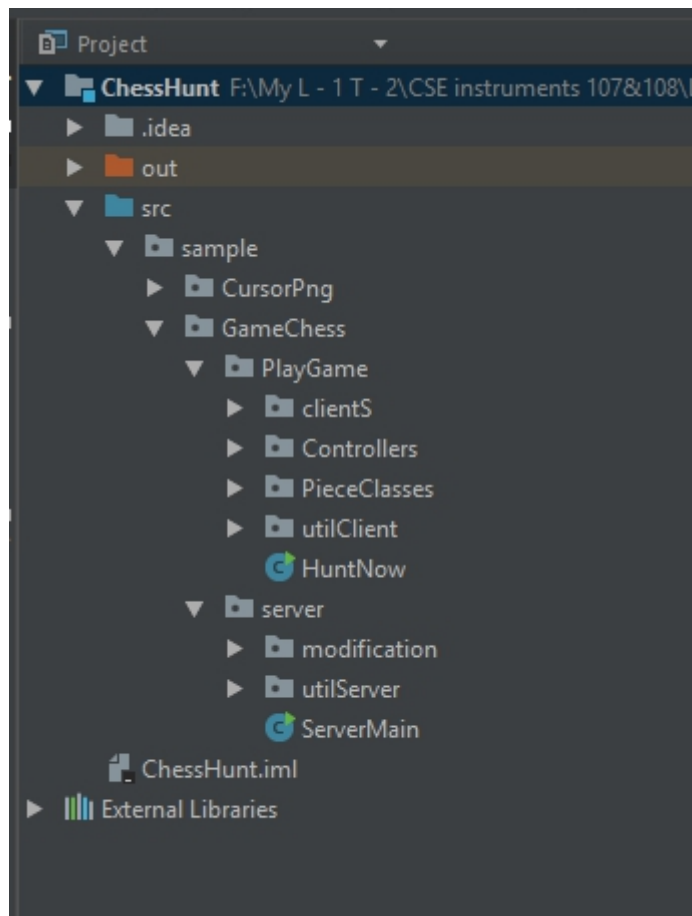 Project
ChessHunt F:\My L - 1 T - 2\CSE instruments 107&108\
.idea
out
src
sample
CursorPng
GameChess
PlayGame
clientS
Controllers
PieceClasses
utilClient
HuntNow
server
modification
utilServer
ServerMain
ChessHunt.iml
External Libraries